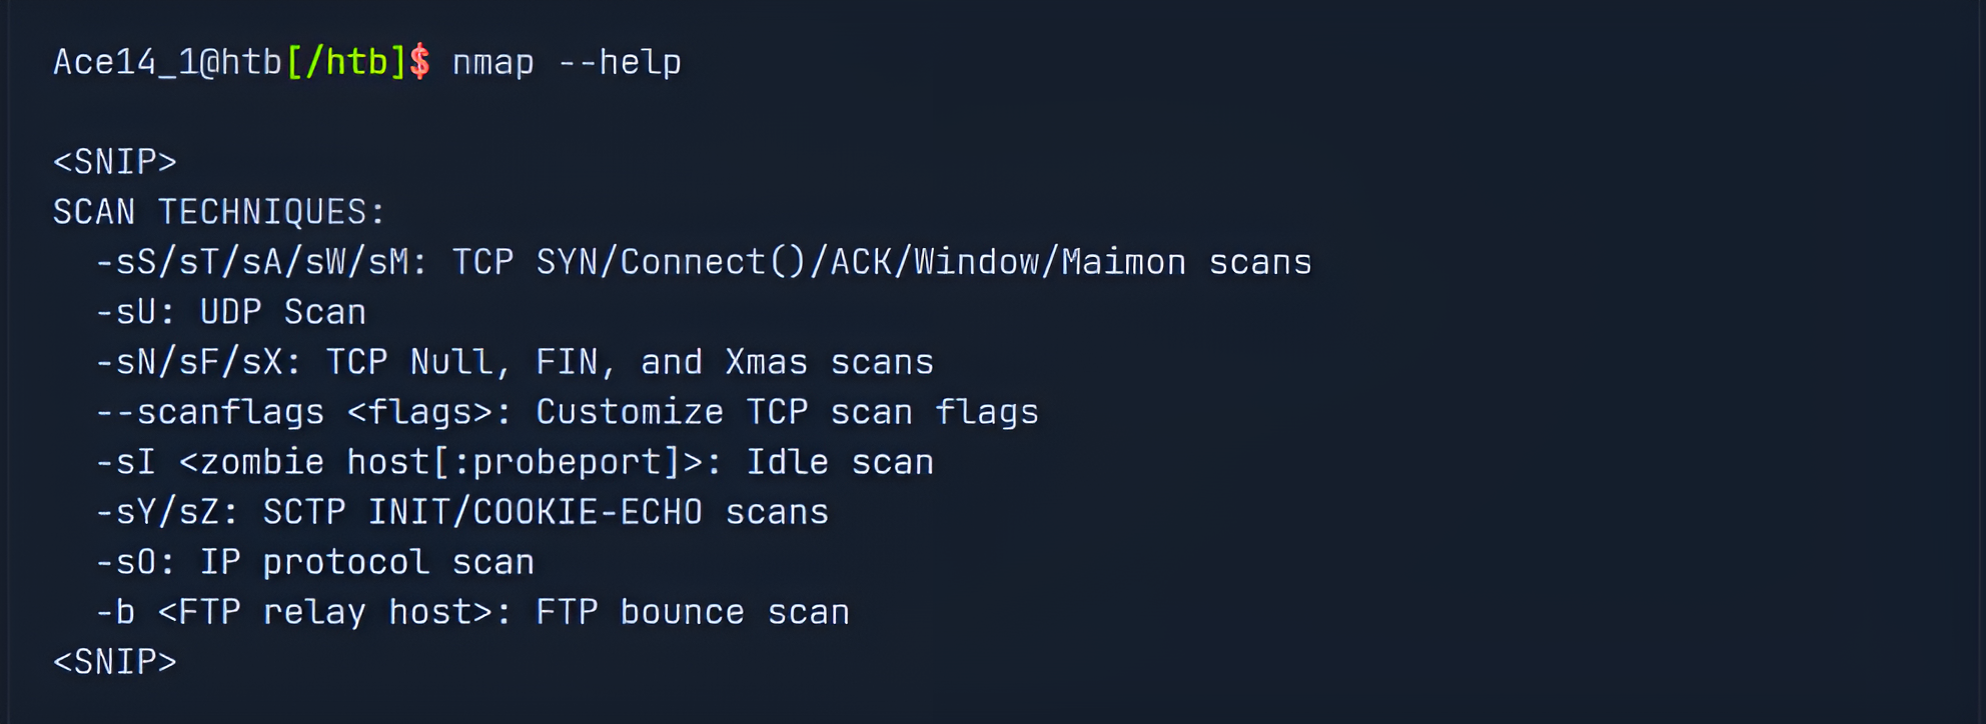 Ace14_1@htb[/htb]$ nmap --help
<SNIP>
SCAN TECHNIQUES:
-sS/sT/sA/sW/sM: TCP SYN/Connect()/ACK/Window/Maimon scans
-sU: UDP Scan
-sN/sF/sX: TCP Null, FIN, and Xmas scans
--scanflags <flags>: Customize TCP scan flags
-sI <zombie host[:probeport]>: Idle scan
-sY/sZ: SCTP INIT/COOKIE-ECHO scans
-sO: IP protocol scan
-b <FTP relay host>: FTP bounce scan
<SNIP>